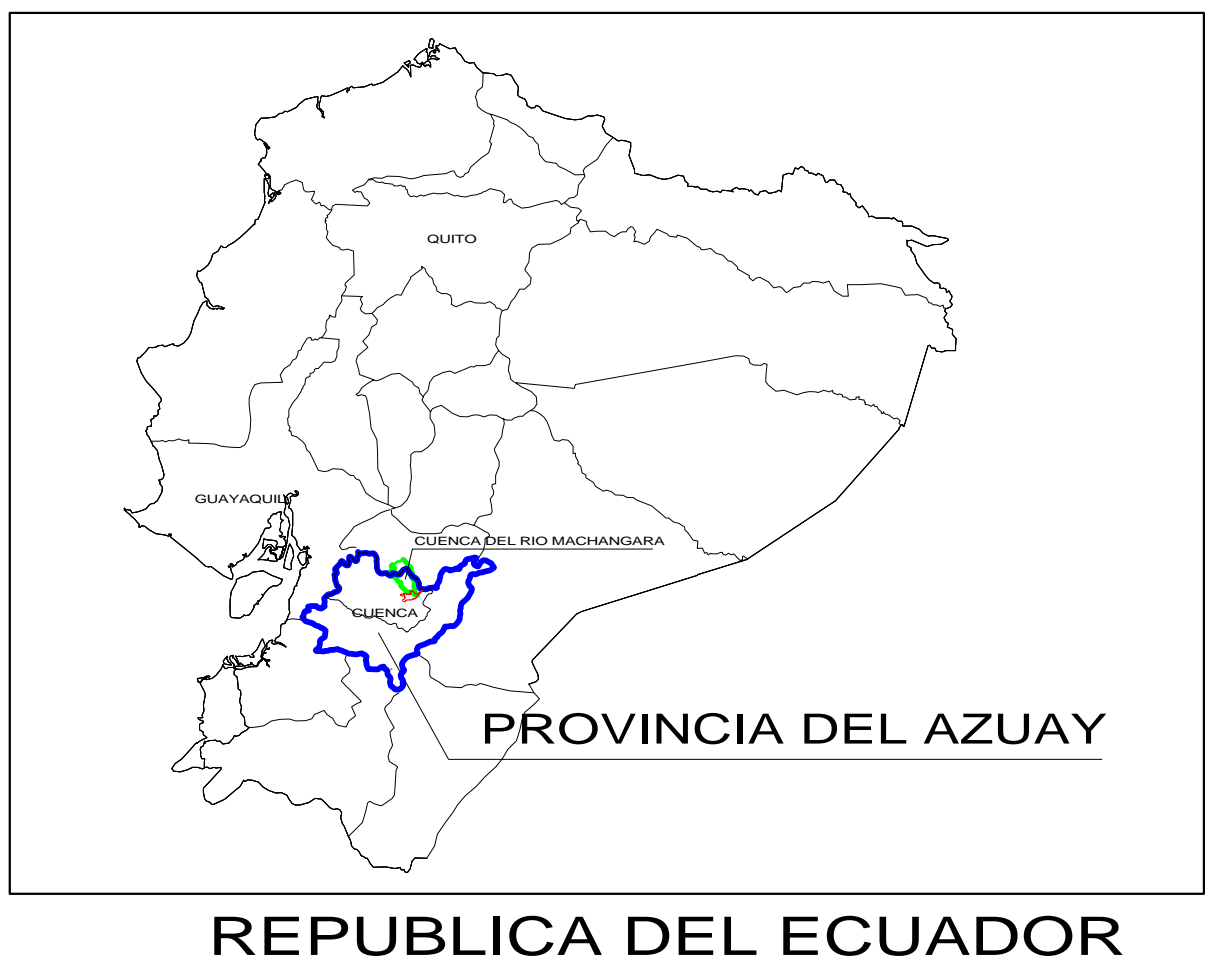 QUITO
GUAYAQUIL
CUENCA DEL RIO MACHANGARA
CUENCA
PROVINCIA DEL AZUAY
REPUBLICA DEL ECUADOR